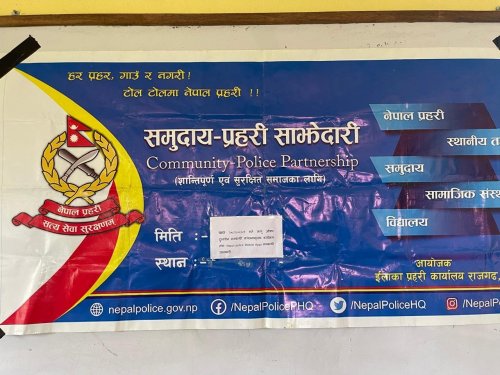 हर प्रहर, गाउँ र नगरी!
टोल टोलमा नेपाल प्रहरी !!
समुदाय-प्रहरी साझेदारी
Community-Police Partnership
(शान्तिपूर्ण एवं सुरक्षित समाजका लागि)
नेपाल प्रहरी
सत्य सेवा सुरक्षणम्
मिति :
स्थान :
नेपाल प्रहरी
स्थानीय त
समुदाय
सामाजिक संस्
विद्यालय
आयोजक
इलाका प्रहरी कार्यालय राजगढ,
nepalpolice.gov.np
/NepalPolicePHQ
/NepalPoliceHQ
/NepalPoliceHQ